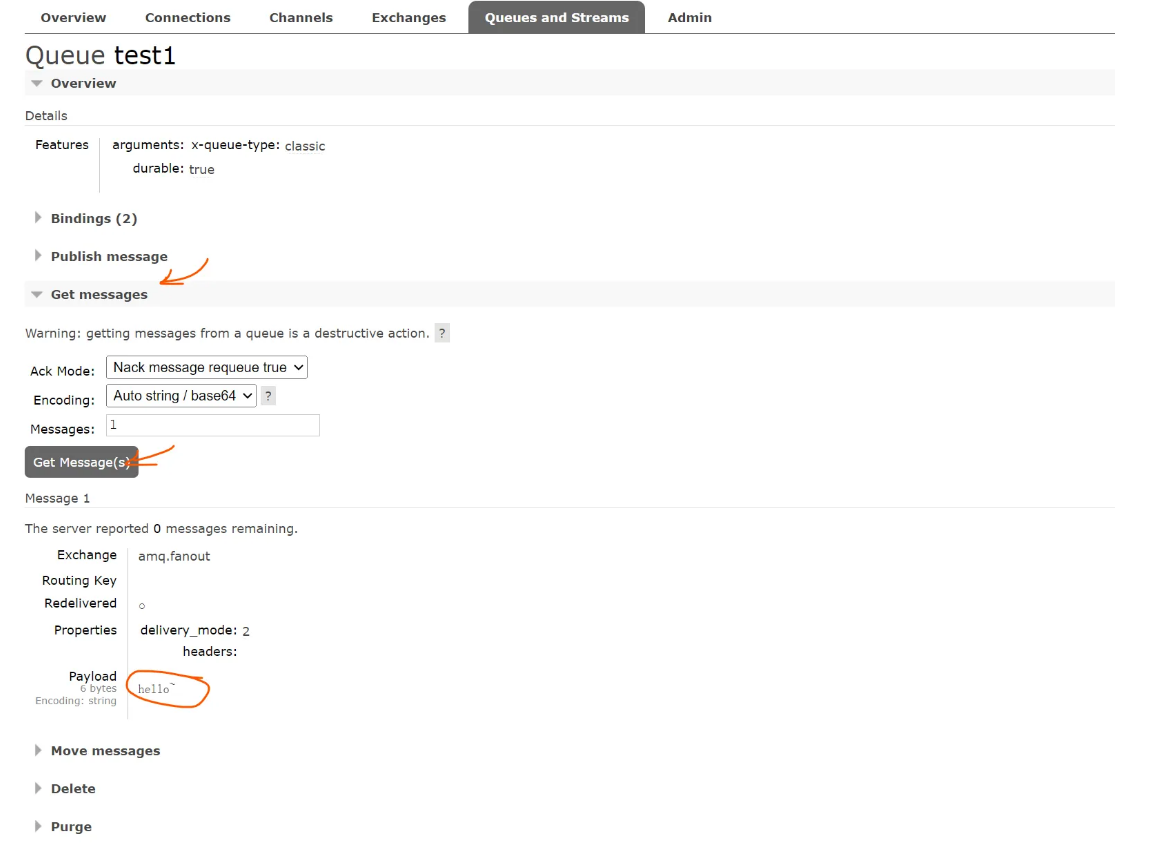 Overview Connections Channels Exchanges Queues and Streams Admin
Queue test1
Overview
Details
Features arguments: x-queue-type: classic
durable: true
Bindings (2)
Publish message
Get messages
Warning: getting messages from a queue is a destructive action. ?
Ack Mode: Nack message requeue true
Encoding: Auto string / base64 ?
Messages: 1
Get Message(s)
Message 1
The server reported 0 messages remaining.
Exchange amq.fanout
Routing Key
Redelivered ○
Properties delivery_mode: 2
headers:
Payload
6 bytes
Encoding: string
hello~
Move messages
Delete
Purge